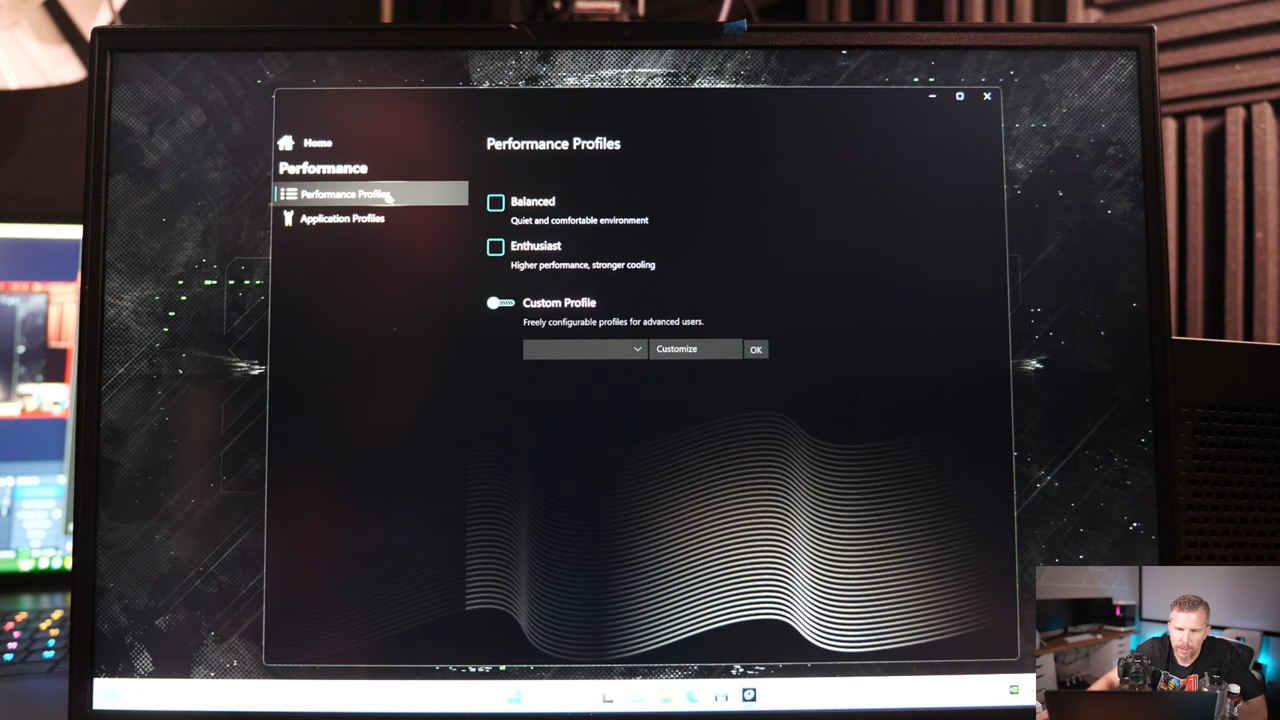 Home
Performance
Performance Profiles
Application Profiles
Performance Profiles
Balanced
Quiet and comfortable environment
Enthusiast
Higher performance, stronger cooling
Custom Profile
Freely configurable profiles for advanced users.
Customize
OK